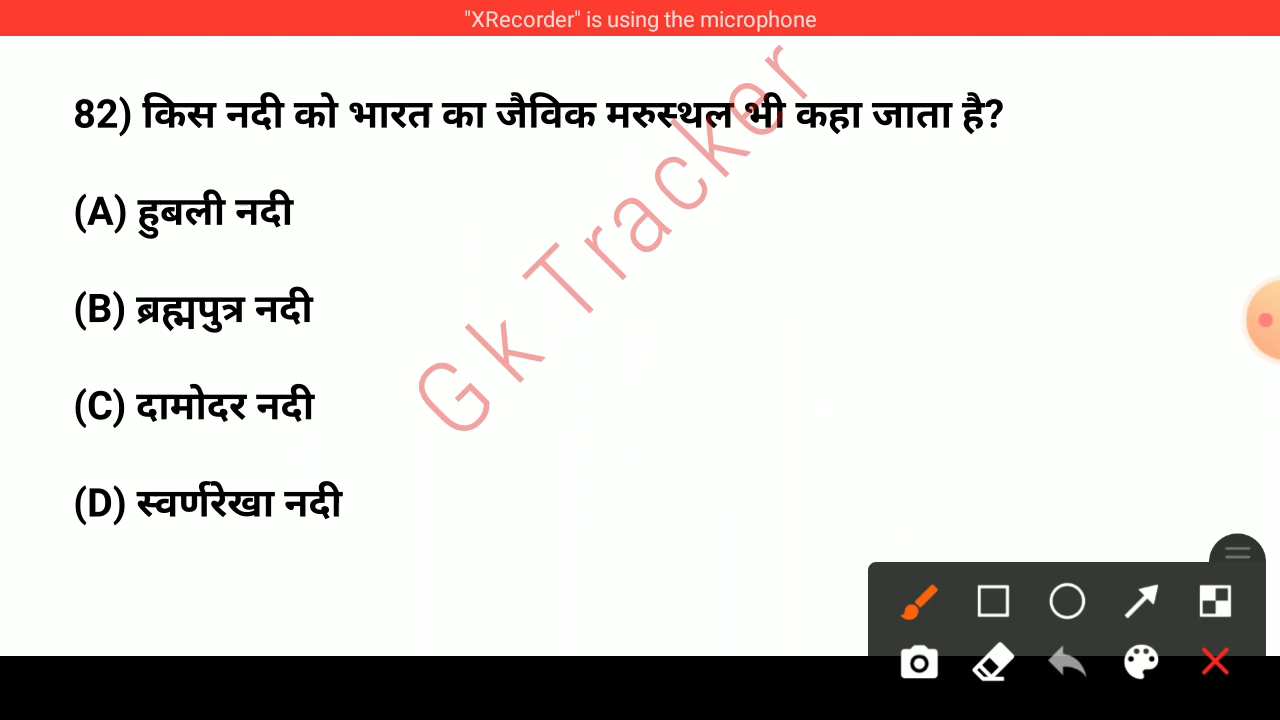 "XRecorder" is using the microphone
82) किस नदी को भारत का जैविक मरुस्थल भी कहा जाता है?
(A) हुबली नदी
(B) ब्रह्मपुत्र नदी
(C) दामोदर नदी
(D) स्वर्णरेखा नदी
Gk Tracker